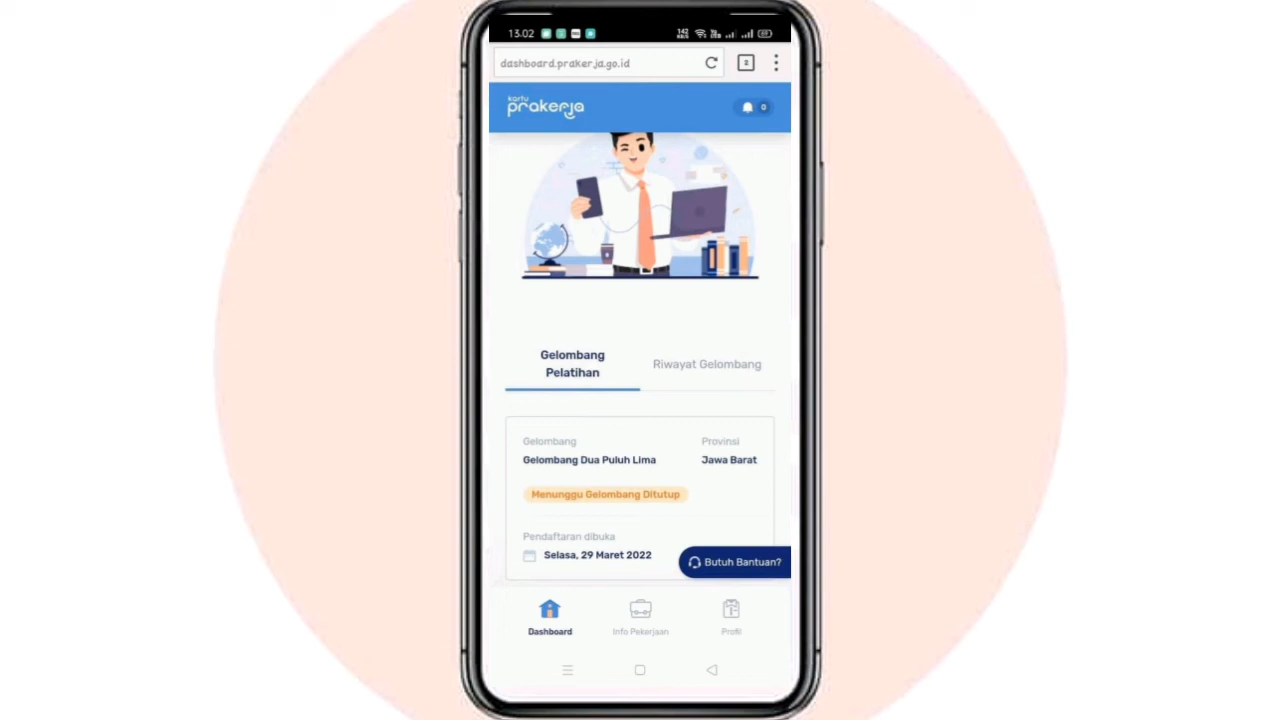 13.02
dashboard.prakerja.go.id
kartu
prakerja
0
Gelombang
Pelatihan
Riwayat Gelombang
Gelombang
Provinsi
Gelombang Dua Puluh Lima
Jawa Barat
Menunggu Gelombang Ditutup
Pendaftaran dibuka
Selasa, 29 Maret 2022
Butuh Bantuan?
Dashboard
Info Pekerjaan
Profil